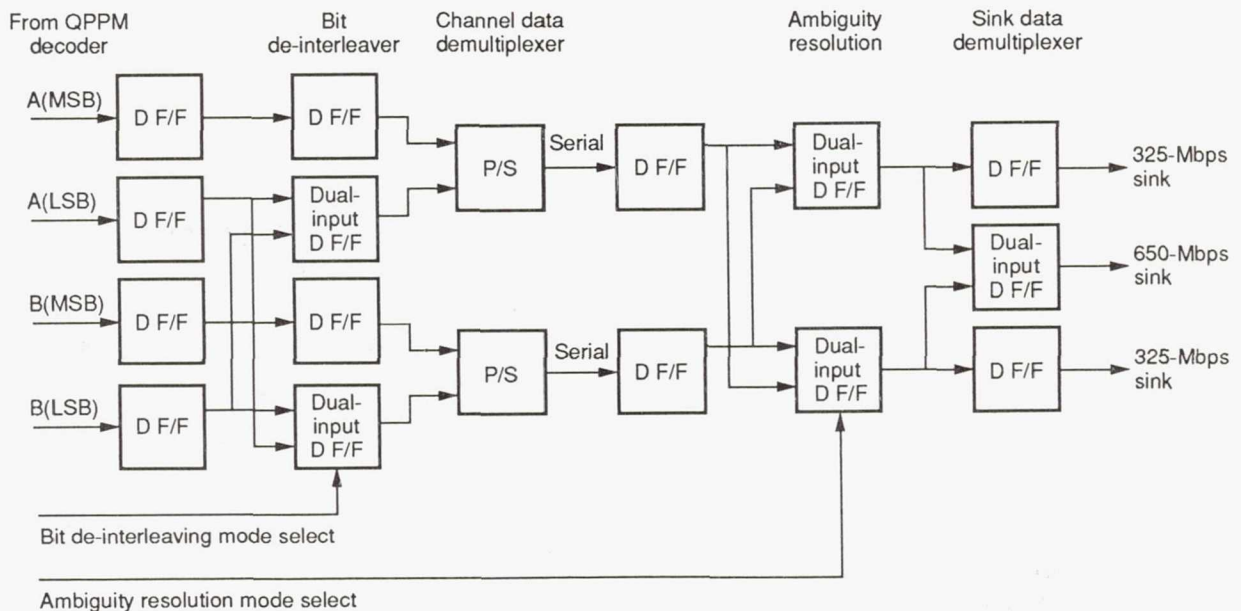 From QPPM
decoder
Bit
de-interleaver
Channel data
demultiplexer
Ambiguity
resolution
Sink data
demultiplexer
A(MSB)
D F/F
D F/F
A(LSB)
D F/F
Dual-
input
D F/F
P/S
Serial
D F/F
Dual-
input
D F/F
D F/F
325-Mbps
sink
Dual-
input
D F/F
650-Mbps
sink
B(MSB)
D F/F
D F/F
B(LSB)
D F/F
Dual-
input
D F/F
P/S
Serial
D F/F
Dual-
input
D F/F
D F/F
325-Mbps
sink
Bit de-interleaving mode select
Ambiguity resolution mode select